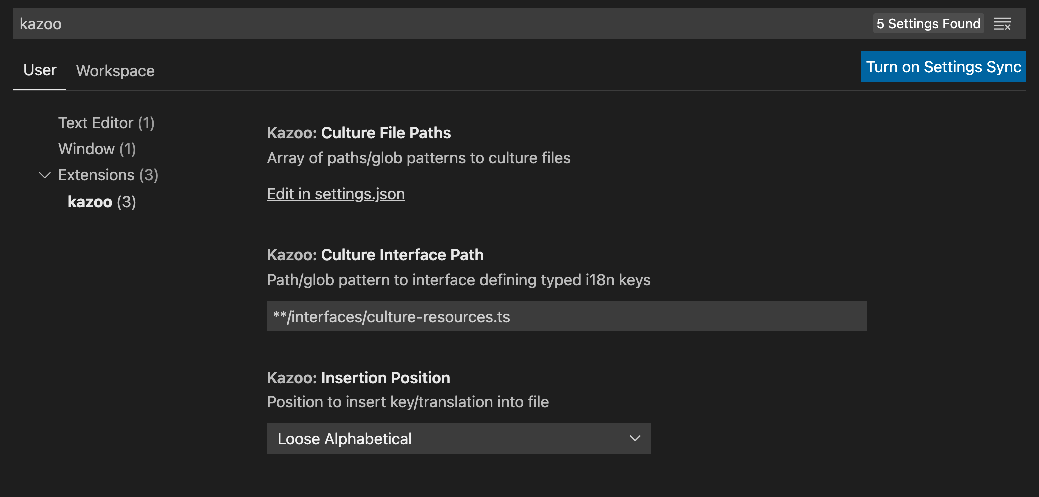 kazoo
5 Settings Found
User
Workspace
Turn on Settings Sync
Text Editor (1)
Window (1)
Extensions (3)
kazoo (3)
Kazoo: Culture File Paths
Array of paths/glob patterns to culture files
Edit in settings.json
Kazoo: Culture Interface Path
Path/glob pattern to interface defining typed i18n keys
**/interfaces/culture-resources.ts
Kazoo: Insertion Position
Position to insert key/translation into file
Loose Alphabetical